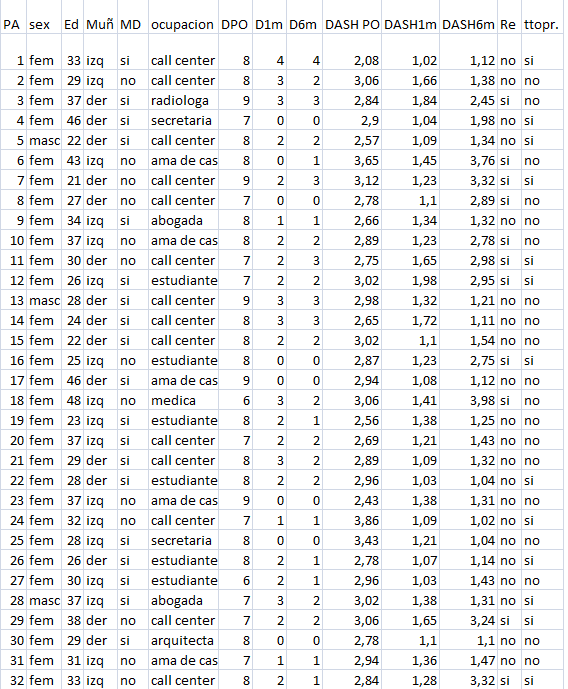 PA sex Ed Muñ MD ocupacion DPO D1m D6m DASH PO DASH1m DASH6m Re ttopr.
1 fem 33 izq si call center 8 4 4 2,08 1,02 1,12 no si
2 fem 29 izq no call center 8 3 2 3,06 1,66 1,38 no no
3 fem 37 der si radiologa 9 3 3 2,84 1,84 2,45 si no
4 fem 46 der si secretaria 7 0 0 2,9 1,04 1,98 no si
5 masc 22 der si call center 8 2 2 2,57 1,09 1,34 no si
6 fem 43 izq no ama de cas 8 0 1 3,65 1,45 3,76 si no
7 fem 21 der no call center 9 2 3 3,12 1,23 3,32 si si
8 fem 27 der no call center 7 0 0 2,78 1,1 2,89 si no
9 fem 34 izq si abogada 8 1 1 2,66 1,34 1,32 no no
10 fem 37 izq no ama de cas 8 2 2 2,89 1,23 2,78 si no
11 fem 30 der no call center 7 2 3 2,75 1,65 2,98 si si
12 fem 26 izq si estudiante 7 2 2 3,02 1,98 2,95 si si
13 masc 28 der si call center 9 3 3 2,98 1,32 1,21 no no
14 fem 24 der si call center 8 3 3 2,65 1,72 1,11 no no
15 fem 22 der si call center 8 2 2 3,02 1,1 1,54 no no
16 fem 25 izq no estudiante 8 0 0 2,87 1,23 2,75 si si
17 fem 46 der si ama de cas 9 0 0 2,94 1,08 1,12 no no
18 fem 48 izq no medica 6 3 2 3,06 1,41 3,98 si no
19 fem 23 izq si estudiante 8 2 1 2,56 1,38 1,25 no no
20 fem 37 izq si call center 7 2 2 2,69 1,21 1,43 no no
21 fem 29 der si call center 8 3 2 2,89 1,09 1,32 no no
22 fem 28 der si estudiante 8 2 2 2,96 1,03 1,04 no si
23 fem 37 izq no ama de cas 9 0 0 2,43 1,38 1,31 no no
24 fem 32 izq no call center 7 1 1 3,86 1,09 1,02 no si
25 fem 28 izq si secretaria 8 0 0 3,43 1,21 1,04 no no
26 fem 26 der si estudiante 8 2 1 2,78 1,07 1,14 no si
27 fem 30 izq si estudiante 6 2 1 2,96 1,03 1,43 no no
28 masc 37 izq si abogada 7 3 2 3,02 1,38 1,31 no si
29 fem 38 der no call center 7 2 2 3,06 1,65 3,24 si si
30 fem 29 der si arquitecta 8 0 0 2,78 1,1 1,1 no no
31 fem 31 izq no ama de cas 7 1 1 2,94 1,36 1,47 no no
32 fem 33 izq no call center 8 2 1 2,84 1,28 3,32 si si